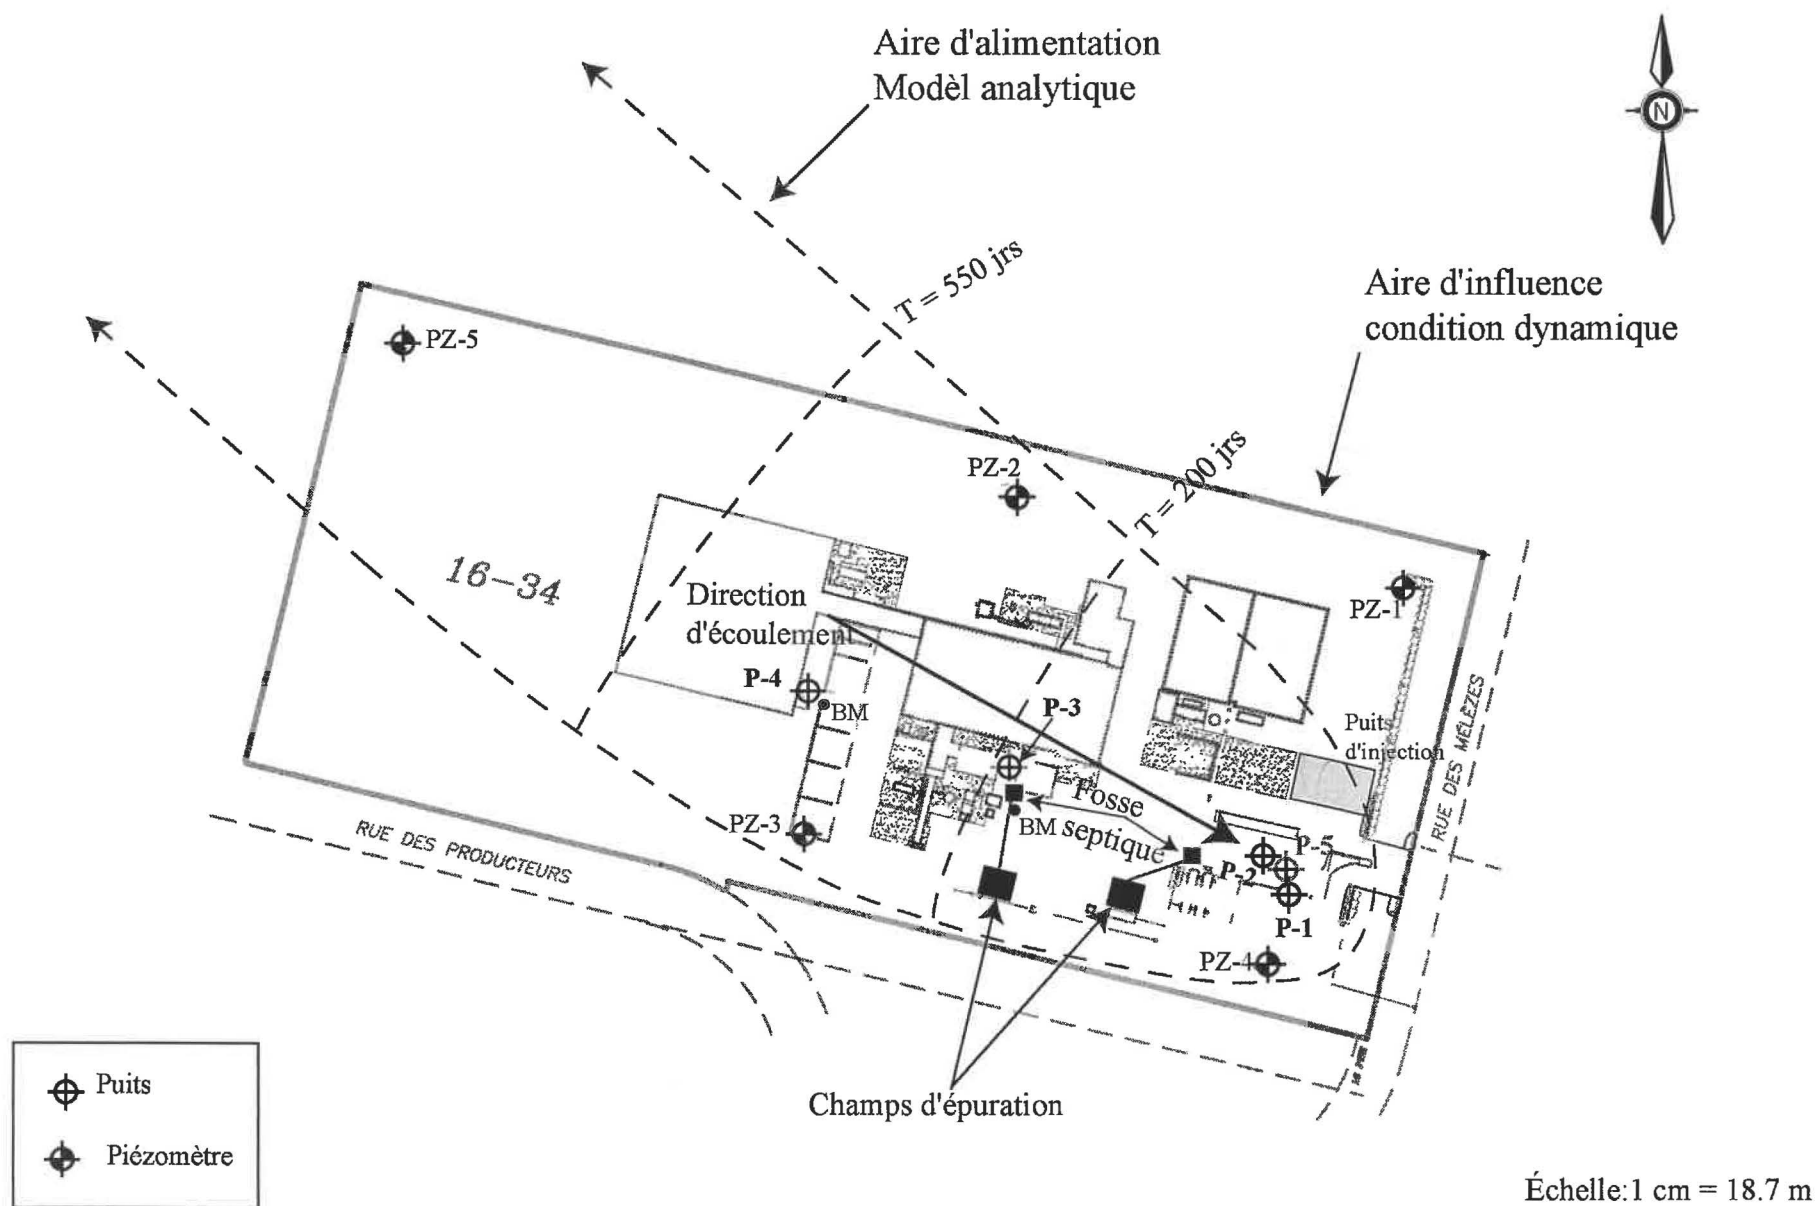 Aire d'alimentation
Modèl analytique
N
T = 550 jrs
Aire d'influence
condition dynamique
PZ-5
PZ-2
T = 200 jrs
16-34
Direction
d'écoulement
PZ-1
P-4
BM
P-3
Puits
d'injection
RUE DES MÉLÈZES
Fosse
septique
BM
PZ-3
RUE DES PRODUCTEURS
P-5
P-2
P-1
PZ-4
Champs d'épuration
Puits
Piézomètre
Échelle:1 cm = 18.7 m